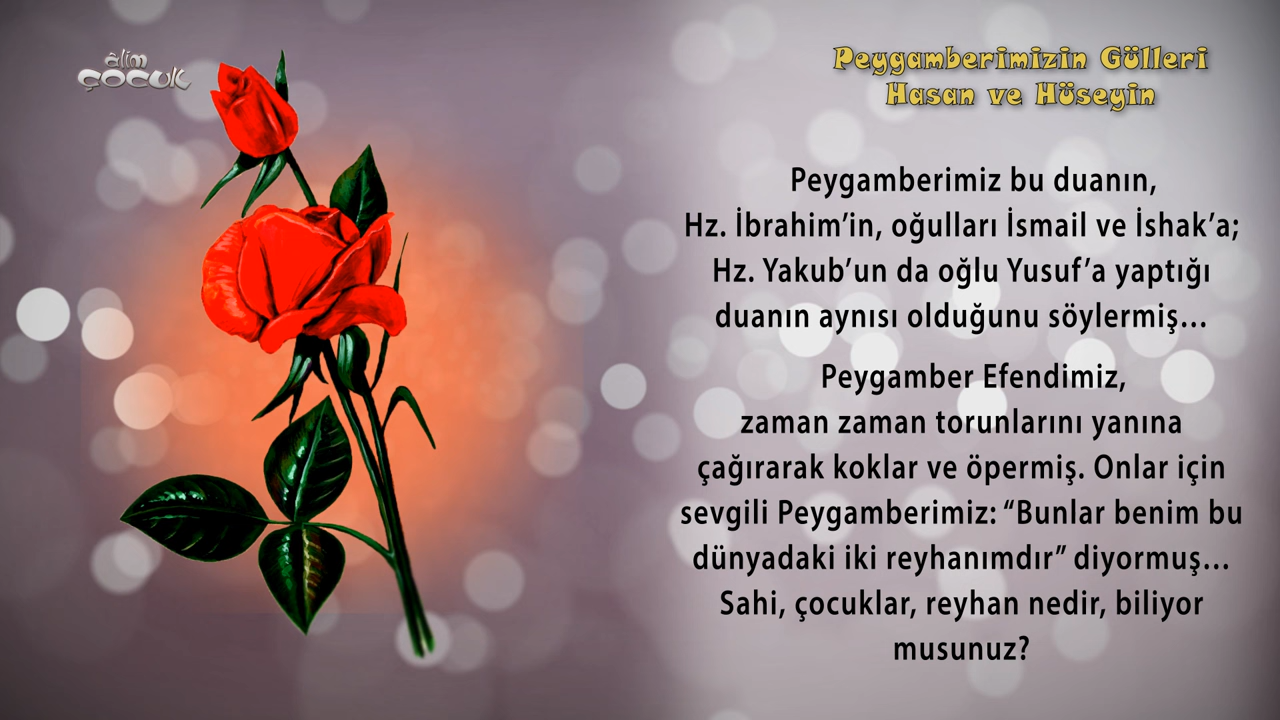 âlim
ÇOCUK
Peygamberimizin Gülleri
Hasan ve Hüseyin
Peygamberimiz bu duanın,
Hz. İbrahim’in, oğulları İsmail ve İshak’a;
Hz. Yakub’un da oğlu Yusuf’a yaptığı
duanın aynısı olduğunu söylermiş…
Peygamber Efendimiz,
zaman zaman torunlarını yanına
çağırarak koklar ve öpermiş. Onlar için
sevgili Peygamberimiz: “Bunlar benim bu
dünyadaki iki reyhanımdır” diyormuş…
Sahi, çocuklar, reyhan nedir, biliyor
musunuz?